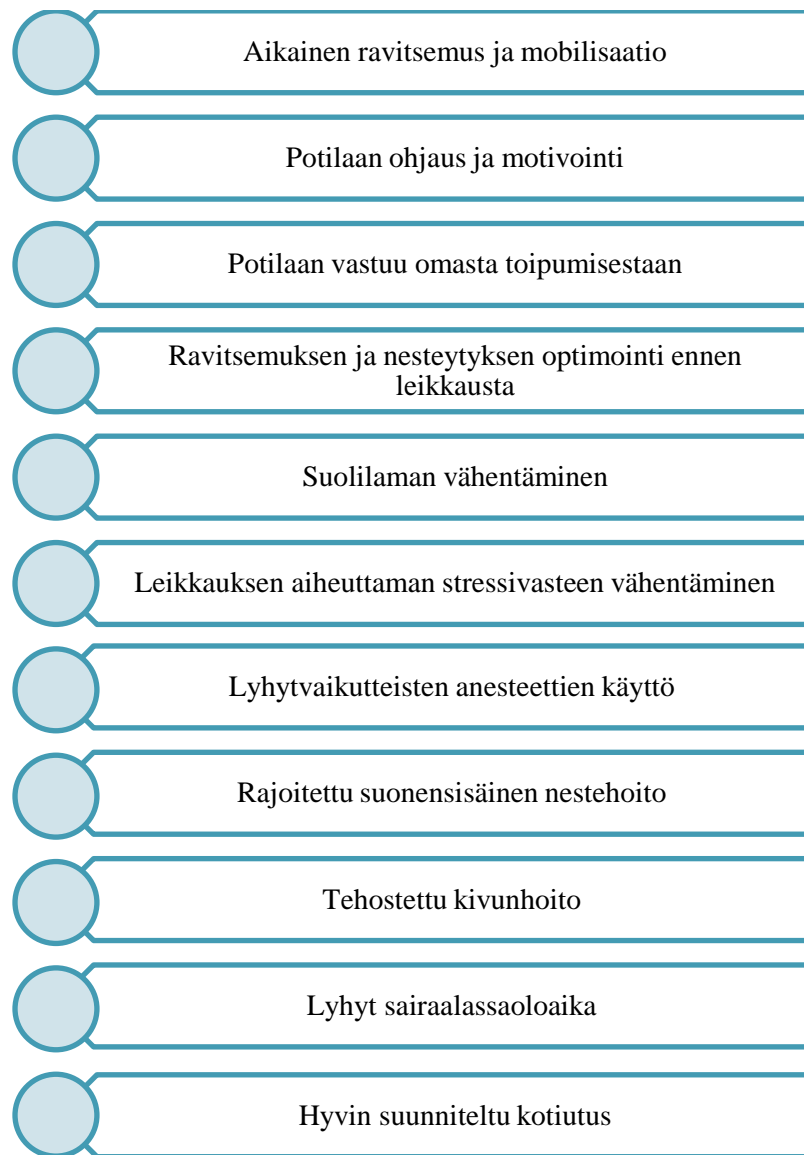 Aikainen ravitsemus ja mobilisaatio
Potilaan ohjaus ja motivointi
Potilaan vastuu omasta toipumisestaan
Ravitsemuksen ja nesteytyksen optimointi ennen
leikkausta
Suolilaman vähentäminen
Leikkauksen aiheuttaman stressivasteen vähentäminen
Lyhytvaikutteisten anesteettien käyttö
Rajoitettu suonensisäinen nestehoito
Tehostettu kivunhoito
Lyhyt sairaalassaoloaika
Hyvin suunniteltu kotiutus